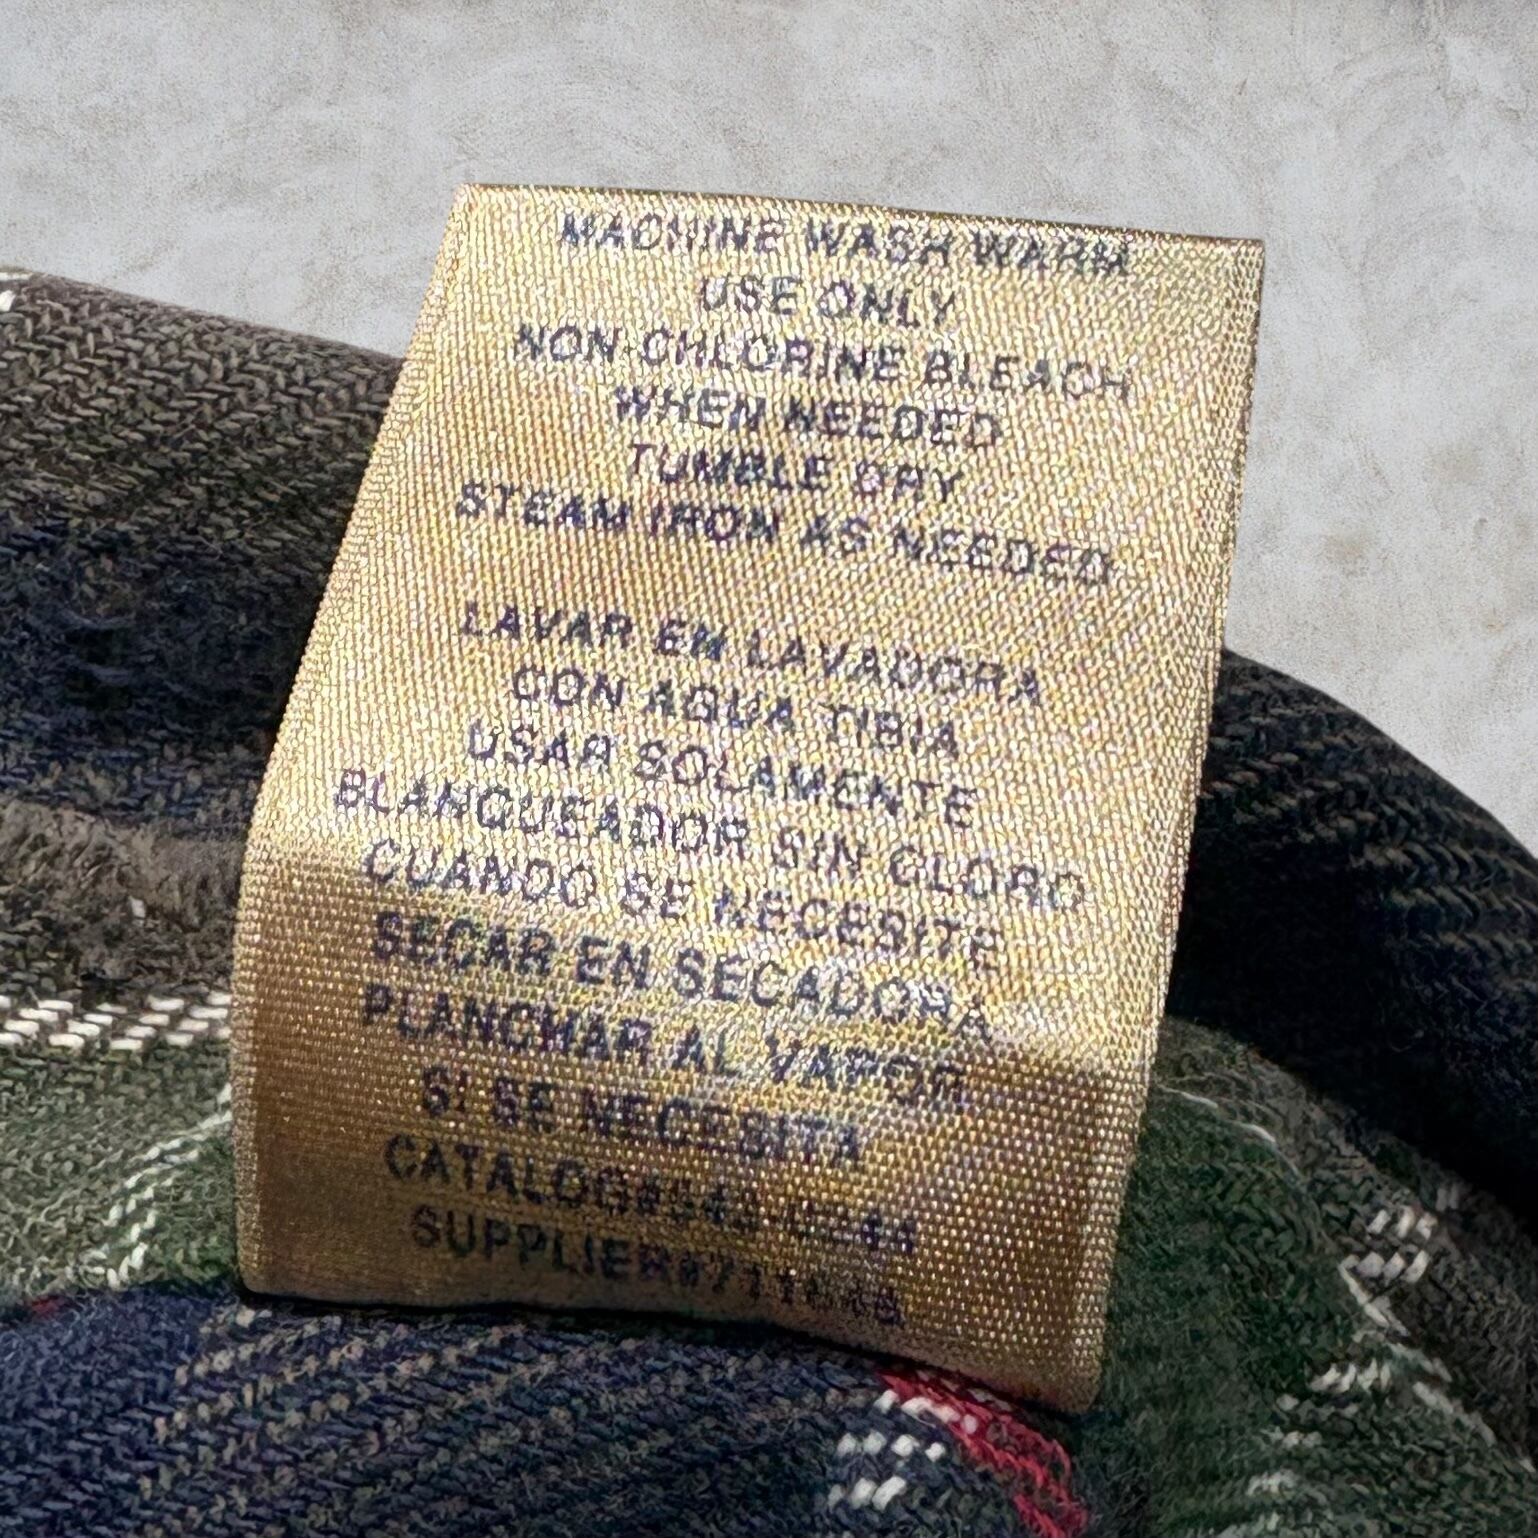 MACHINE WASH WARM
USE ONLY
NON-CHLORINE BLEACH
WHEN NEEDED
TUMBLE DRY
STEAM IRON AS NEEDED
LAVAR EN LAVADORA
CON AGUA TIBIA
USAR SOLAMENTE
BLANQUEADOR SIN CLORO
CUANDO SE NECESITE
SECAR EN SECADORA
PLANCHAR AL VAPOR
SI SE NECESITA
CATALOG#
SUPPLIER#